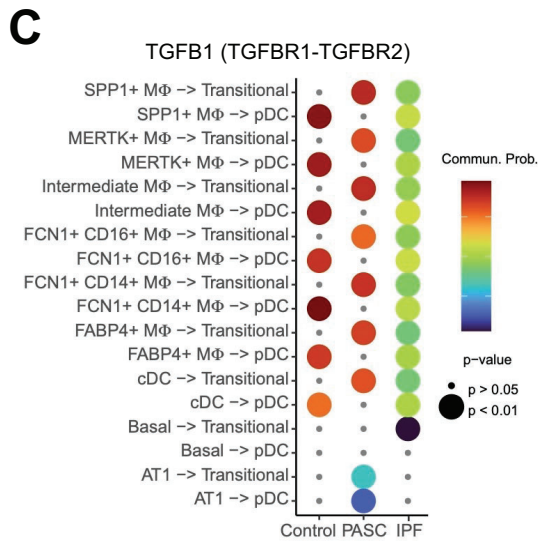 C
TGFB1 (TGFBR1-TGFBR2)
SPP1+ MΦ −> Transitional
SPP1+ MΦ −> pDC
MERTK+ MΦ −> Transitional
MERTK+ MΦ −> pDC
Intermediate MΦ −> Transitional
Intermediate MΦ −> pDC
FCN1+ CD16+ MΦ −> Transitional
FCN1+ CD16+ MΦ −> pDC
FCN1+ CD14+ MΦ −> Transitional
FCN1+ CD14+ MΦ −> pDC
FABP4+ MΦ −> Transitional
FABP4+ MΦ −> pDC
cDC −> Transitional
cDC −> pDC
Basal −> Transitional
Basal −> pDC
AT1 −> Transitional
AT1 −> pDC
Control PASC IPF
Commun. Prob.
p-value
p > 0.05
p < 0.01